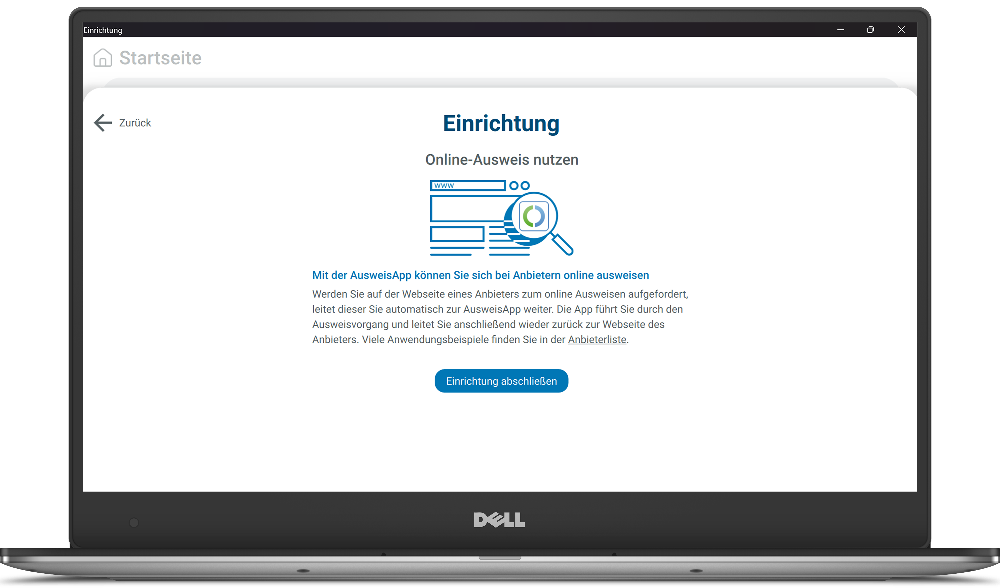 Einrichtung
Startseite
Zurück
Einrichtung
Online-Ausweis nutzen
www
Mit der AusweisApp können Sie sich bei Anbietern online ausweisen
Werden Sie auf der Webseite eines Anbieters zum online Ausweisen aufgefordert,
leitet dieser Sie automatisch zur AusweisApp weiter. Die App führt Sie durch den
Ausweisvorgang und leitet Sie anschließend wieder zurück zur Webseite des
Anbieters. Viele Anwendungsbeispiele finden Sie in der Anbieterliste.
Einrichtung abschließen
DELL